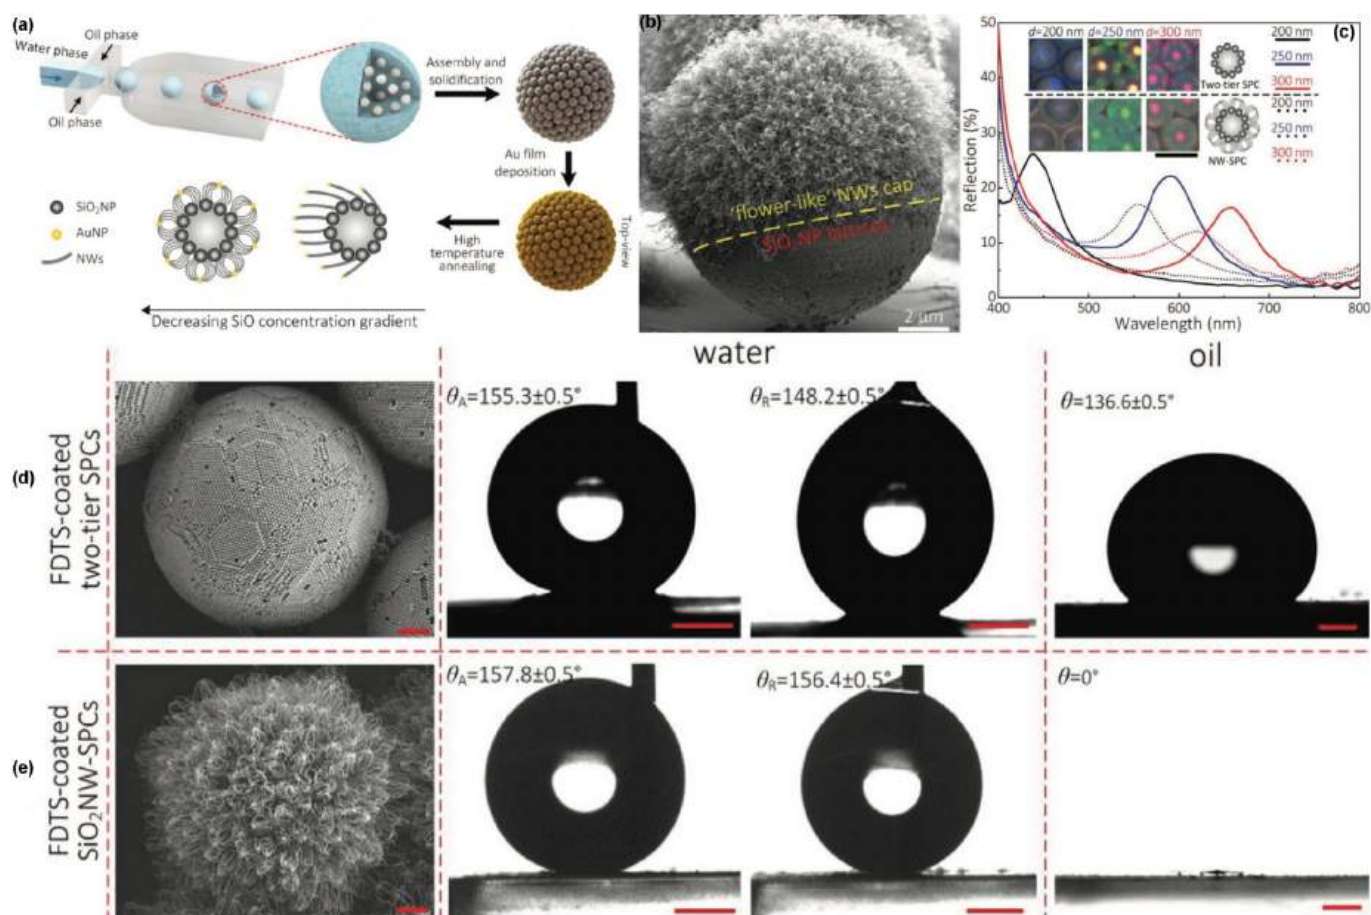 (a)
Oil phase
Water phase
Oil phase
Assembly and
solidification
Au film
deposition
SiO₂NP
AuNP
NWs
High
temperature
annealing
Top-view
Decreasing SiO concentration gradient
(b)
'flower-like' NWs cap
2 μm
(c)
Reflection (%)
50
40
30
20
10
0
400
500
600
700
800
Wavelength (nm)
d=200 nm
d=250 nm
d=300 nm
200 nm
250 nm
300 nm
Two-tier SPC
200 nm
250 nm
300 nm
NW-SPC
water
oil
(d)
FDTS-coated
two-tier SPCs
θA=155.3±0.5°
θR=148.2±0.5°
θ=136.6±0.5°
(e)
FDTS-coated
SiO₂NW-SPCs
θA=157.8±0.5°
θR=156.4±0.5°
θ=0°